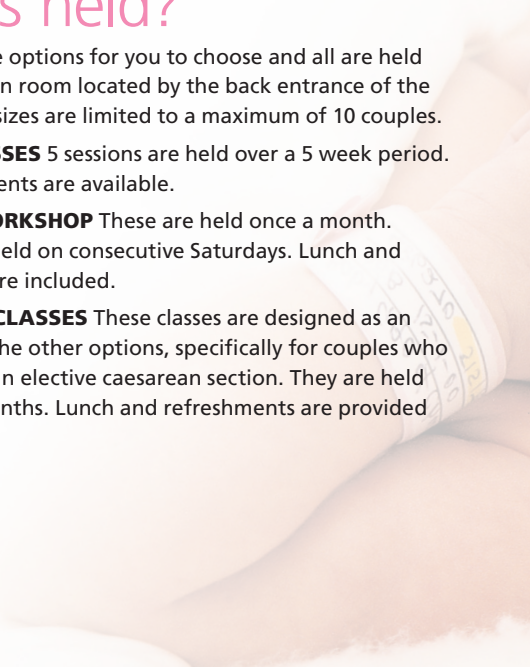 s held?
e options for you to choose and all are held
n room located by the back entrance of the
sizes are limited to a maximum of 10 couples.
SSES 5 sessions are held over a 5 week period.
ents are available.
ORKSHOP These are held once a month.
eld on consecutive Saturdays. Lunch and
re included.
CLASSES These classes are designed as an
he other options, specifically for couples who
n elective caesarean section. They are held
nths. Lunch and refreshments are provided